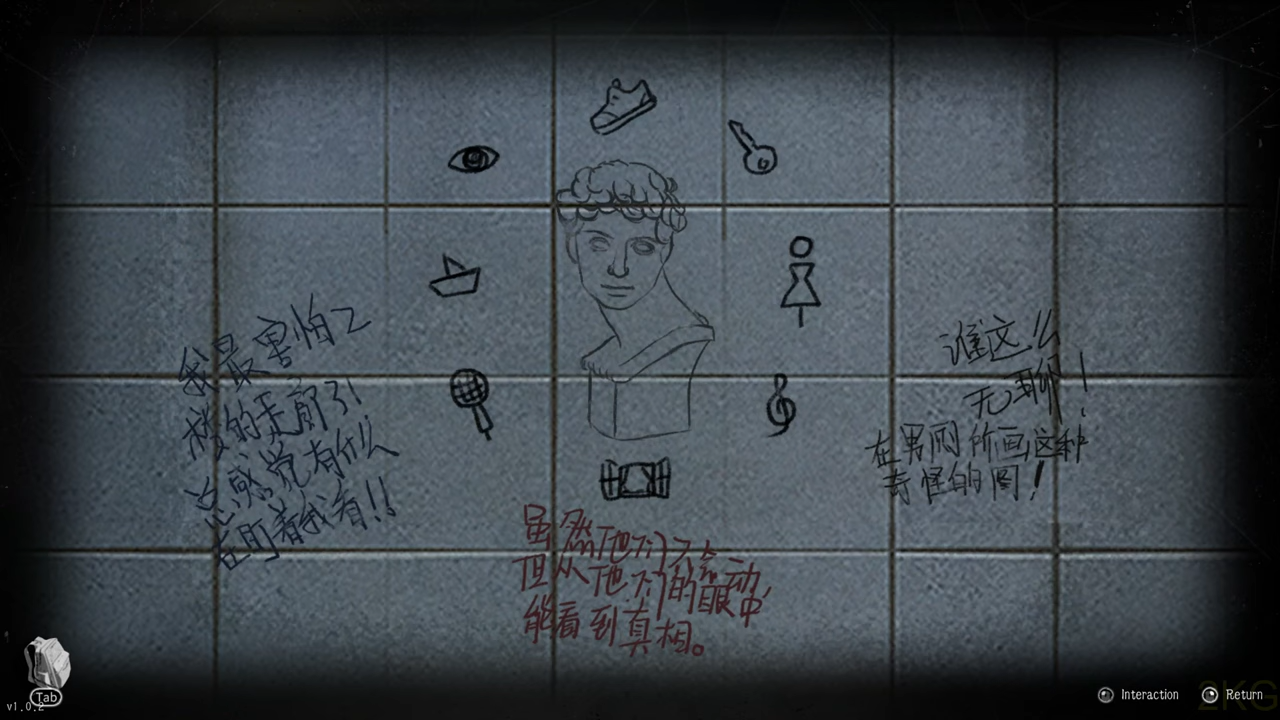 我最害怕2
楼的走廊了!
总感觉有什么
在盯着我看!!
谁这么
无聊!
在男厕所画这种
奇怪的图!
虽然他们不会动,
但从他们的眼中
能看到真相。
Tab
v1.0.2
Interaction
Return
2KG